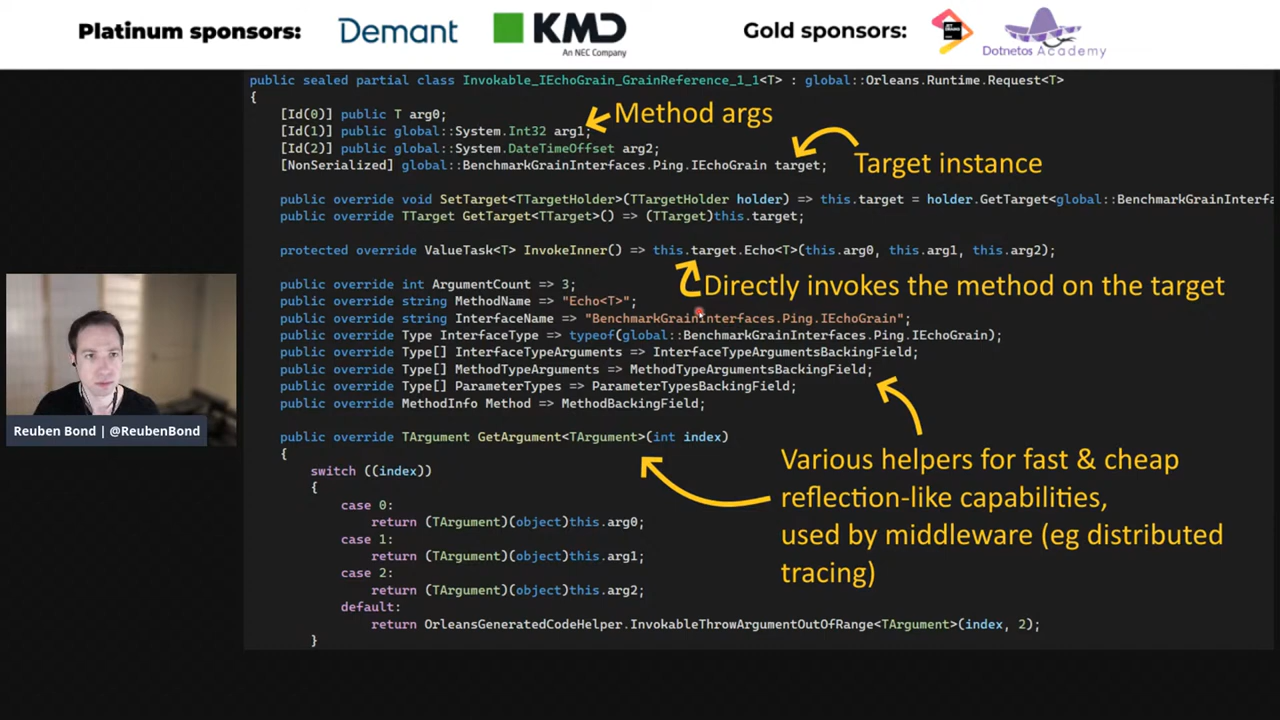 Platinum sponsors:
Demant
KMD
An NEC Company
Gold sponsors:
JET
BRAINS
Dotnetos Academy
public sealed partial class Invokable_IEchoGrain_GrainReference_1_1<T> : global::Orleans.Runtime.Request<T>
{
[Id(0)] public T arg0;
[Id(1)] public global::System.Int32 arg1;
Method args
[Id(2)] public global::System.DateTimeOffset arg2;
[NonSerialized] global::BenchmarkGrainInterfaces.Ping.IEchoGrain target;
Target instance
public override void SetTarget<TTargetHolder>(TTargetHolder holder) => this.target = holder.GetTarget<global::BenchmarkGrainInterfa
public override TTarget GetTarget<TTarget>() => (TTarget)this.target;
protected override ValueTask<T> InvokeInner() => this.target.Echo<T>(this.arg0, this.arg1, this.arg2);
Directly invokes the method on the target
public override int ArgumentCount => 3;
public override string MethodName => "Echo<T>";
public override string InterfaceName => "BenchmarkGrainInterfaces.Ping.IEchoGrain";
public override Type InterfaceType => typeof(global::BenchmarkGrainInterfaces.Ping.IEchoGrain);
public override Type[] InterfaceTypeArguments => InterfaceTypeArgumentsBackingField;
public override Type[] MethodTypeArguments => MethodTypeArgumentsBackingField;
public override Type[] ParameterTypes => ParameterTypesBackingField;
public override MethodInfo Method => MethodBackingField;
Reuben Bond | @ReubenBond
public override TArgument GetArgument<TArgument>(int index)
{
switch ((index))
{
case 0:
return (TArgument)(object)this.arg0;
case 1:
return (TArgument)(object)this.arg1;
case 2:
return (TArgument)(object)this.arg2;
default:
return OrleansGeneratedCodeHelper.InvokableThrowArgumentOutOfRange<TArgument>(index, 2);
}
Various helpers for fast & cheap
reflection-like capabilities,
used by middleware (eg distributed
tracing)